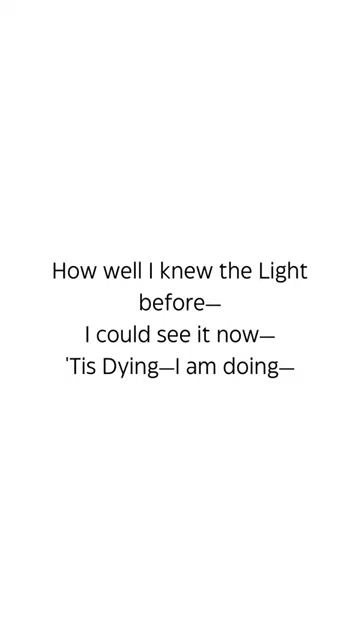 How well I knew the Light
before—
I could see it now—
'Tis Dying—I am doing—